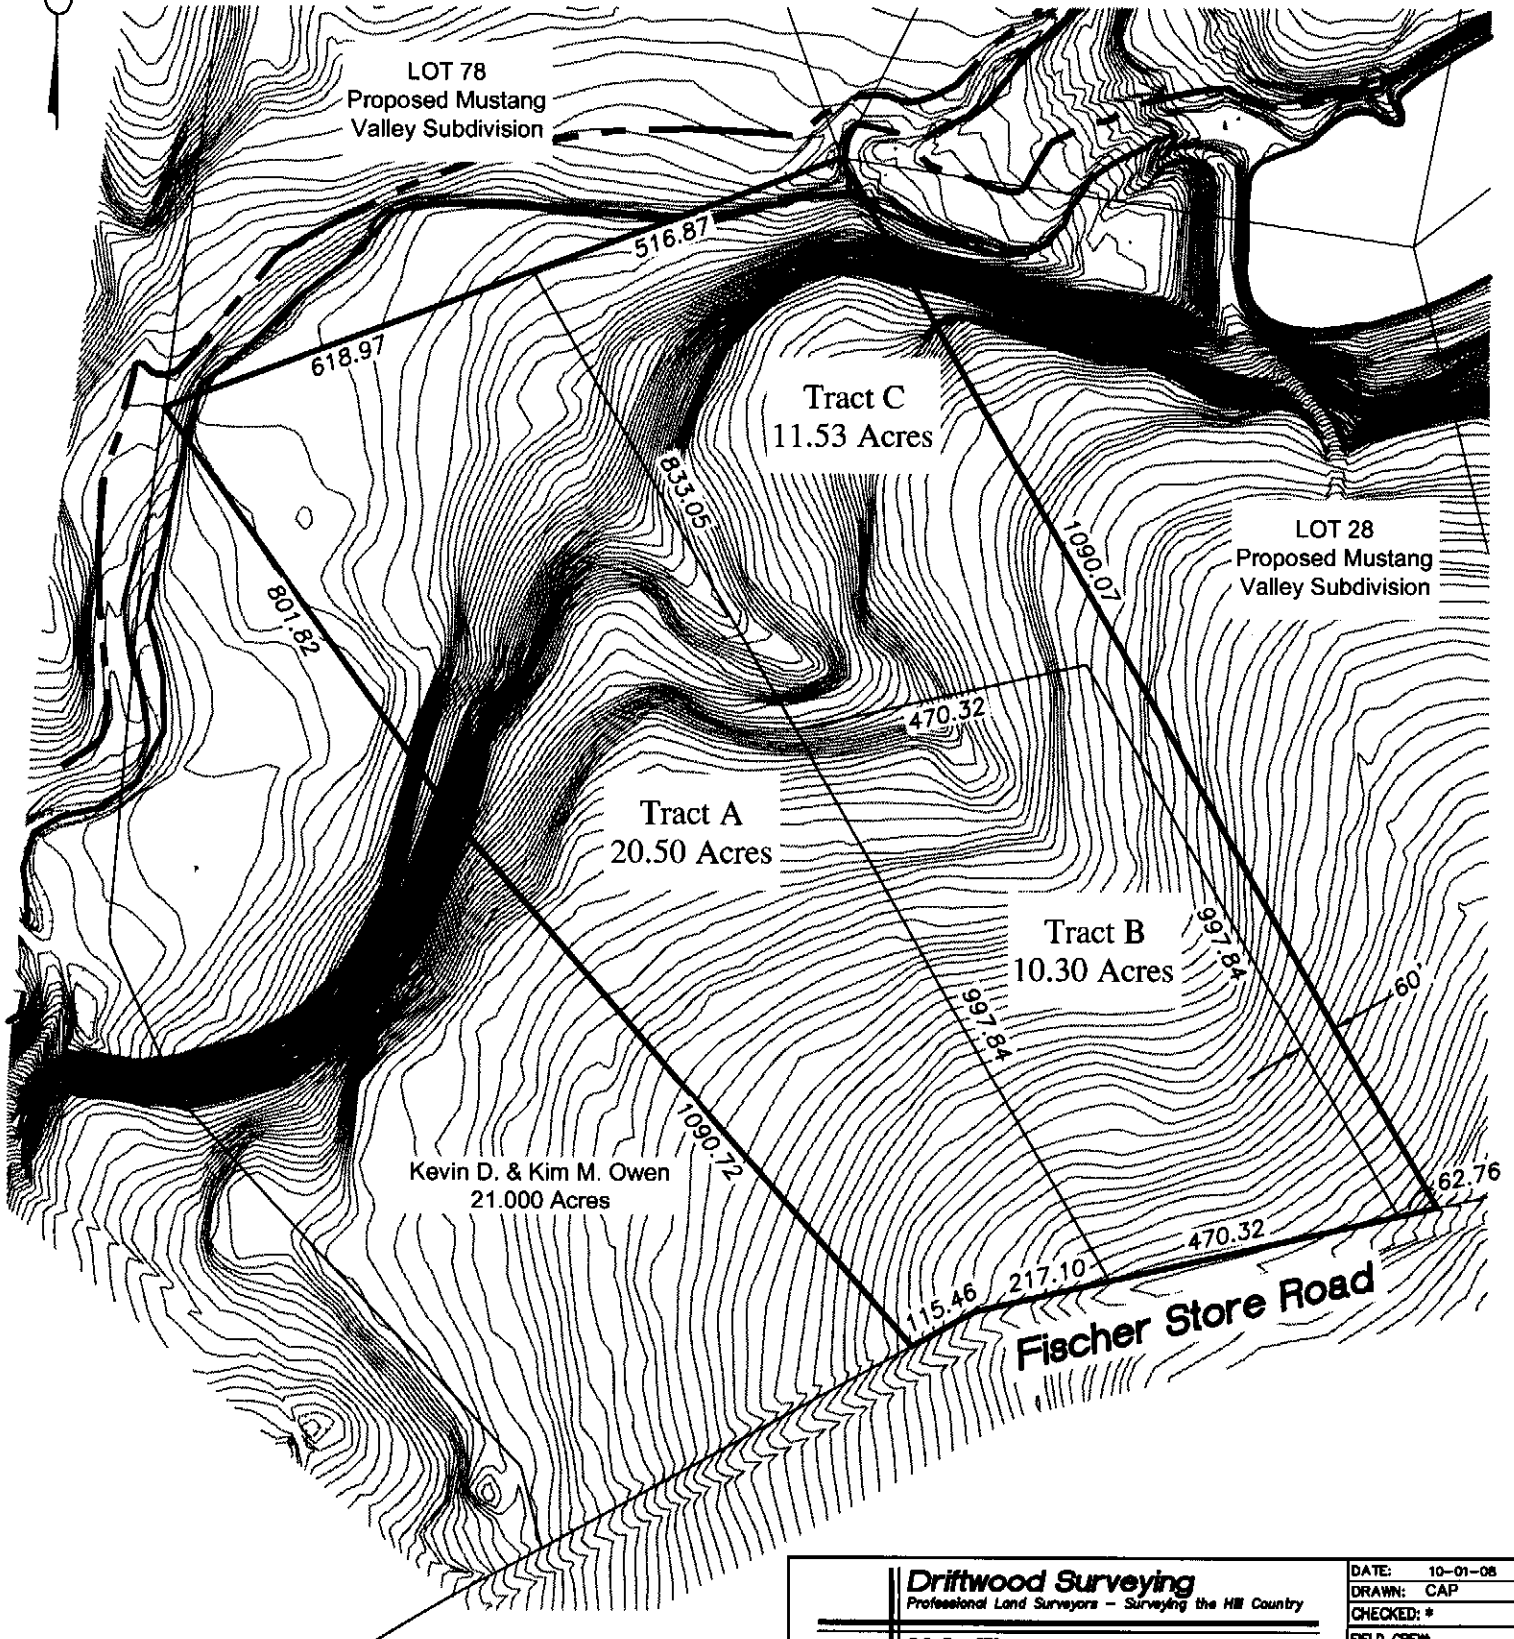 LOT 78
Proposed Mustang
Valley Subdivision
516.87
618.97
Tract C
11.53 Acres
833.05
1090.07
LOT 28
Proposed Mustang
Valley Subdivision
801.82
470.32
Tract A
20.50 Acres
Tract B
10.30 Acres
997.84
997.84
60'
1090.72
Kevin D. & Kim M. Owen
21.000 Acres
62.76
470.32
217.10
115.46
Fischer Store Road
Driftwood Surveying
Professional Land Surveyors - Surveying the Hill Country
DATE: 10-01-08
DRAWN: CAP
CHECKED: *